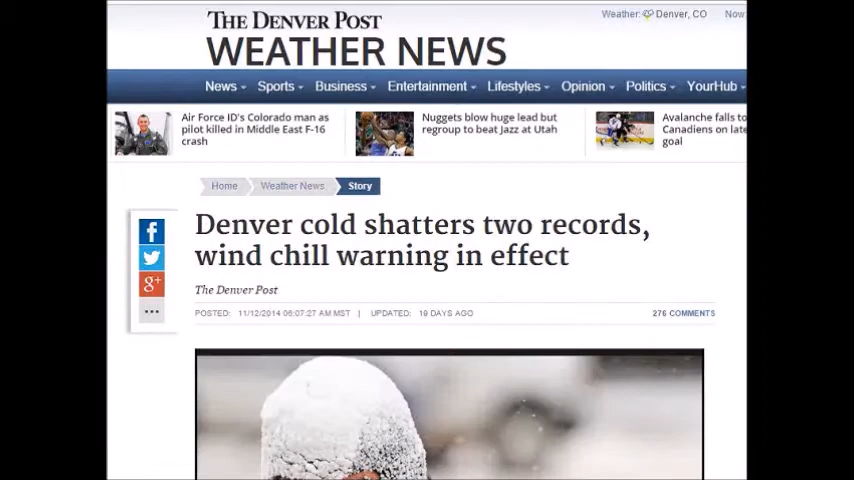 THE DENVER POST
Weather: Denver, CO Now
WEATHER NEWS
News Sports Business Entertainment Lifestyles Opinion Politics YourHub
Air Force ID's Colorado man as
pilot killed in Middle East F-16
crash
Nuggets blow huge lead but
regroup to beat Jazz at Utah
Avalanche falls to
Canadiens on late
goal
Home Weather News Story
Denver cold shatters two records,
wind chill warning in effect
The Denver Post
POSTED: 11/12/2014 06:07:27 AM MST | UPDATED: 19 DAYS AGO
276 COMMENTS